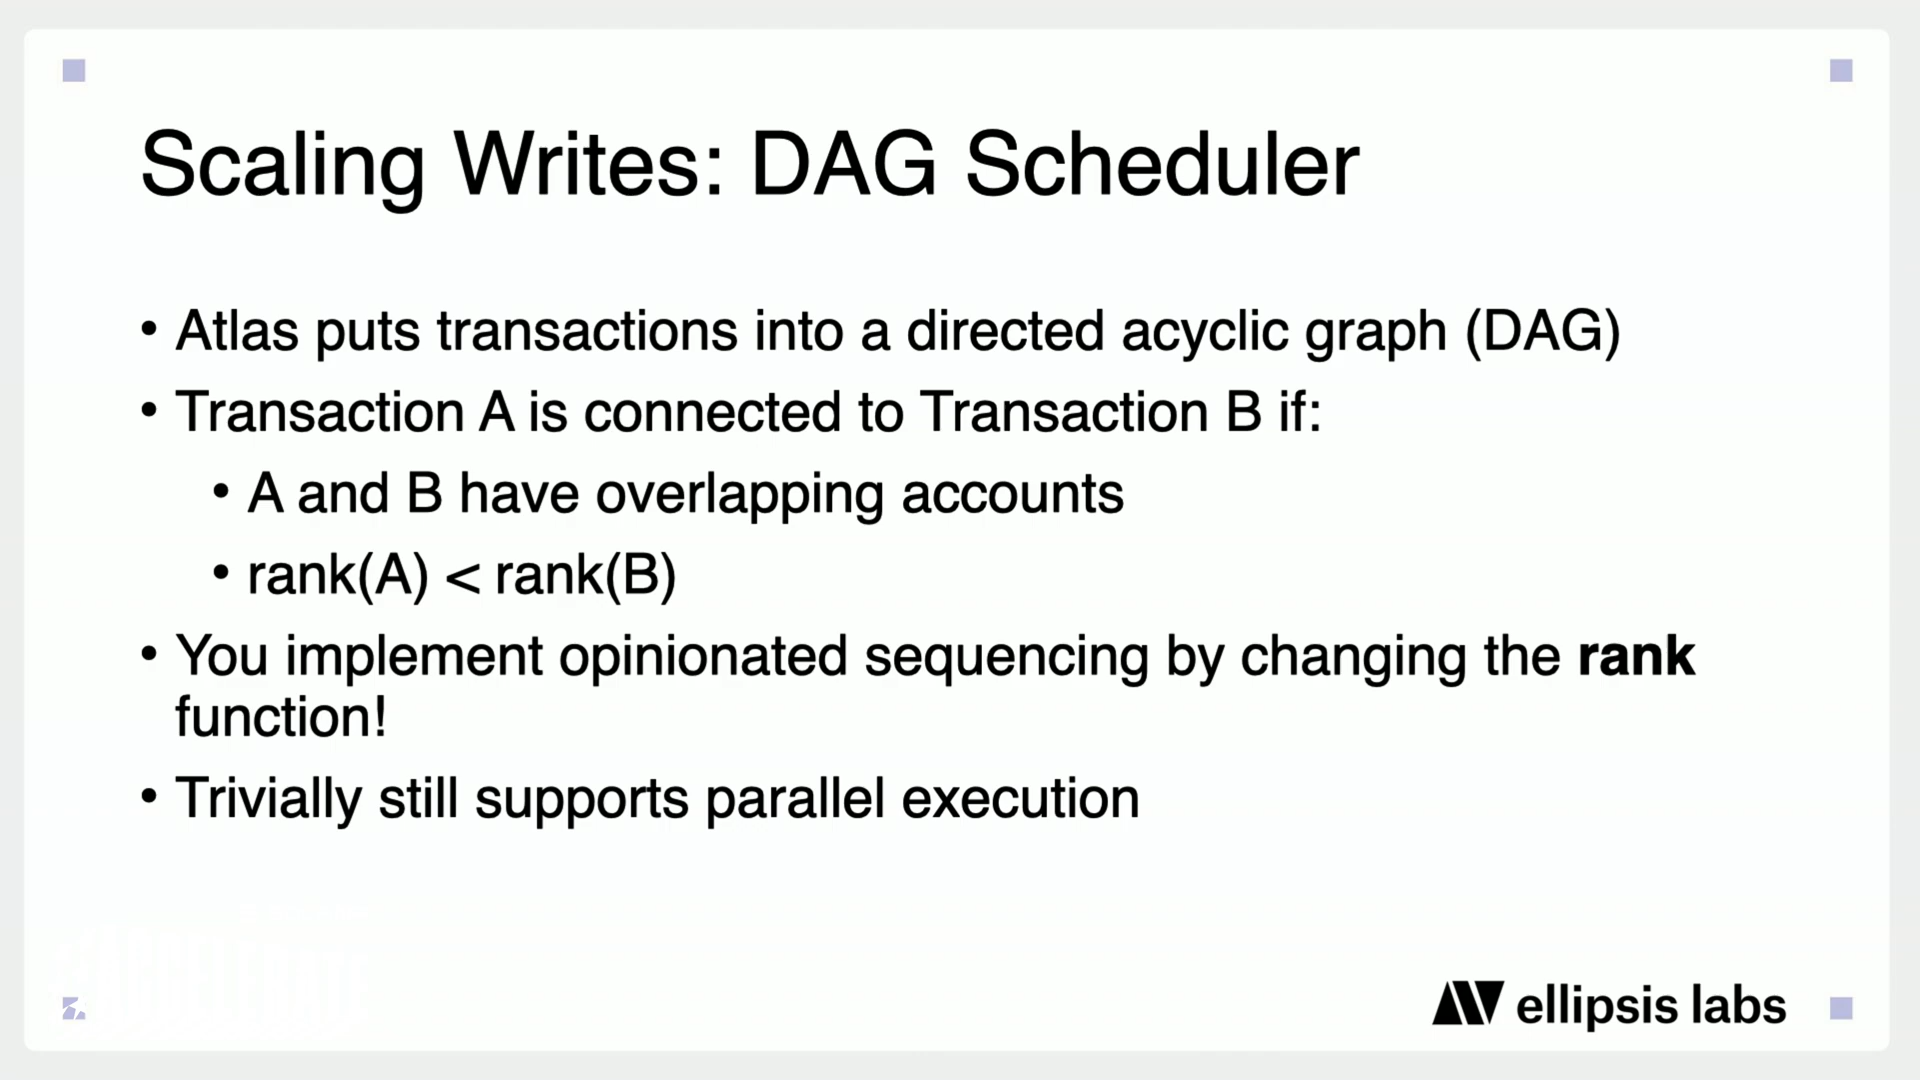 Scaling Writes: DAG Scheduler
• Atlas puts transactions into a directed acyclic graph (DAG)
• Transaction A is connected to Transaction B if:
• A and B have overlapping accounts
• rank(A) < rank(B)
• You implement opinionated sequencing by changing the rank
function!
• Trivially still supports parallel execution
ellipsis labs